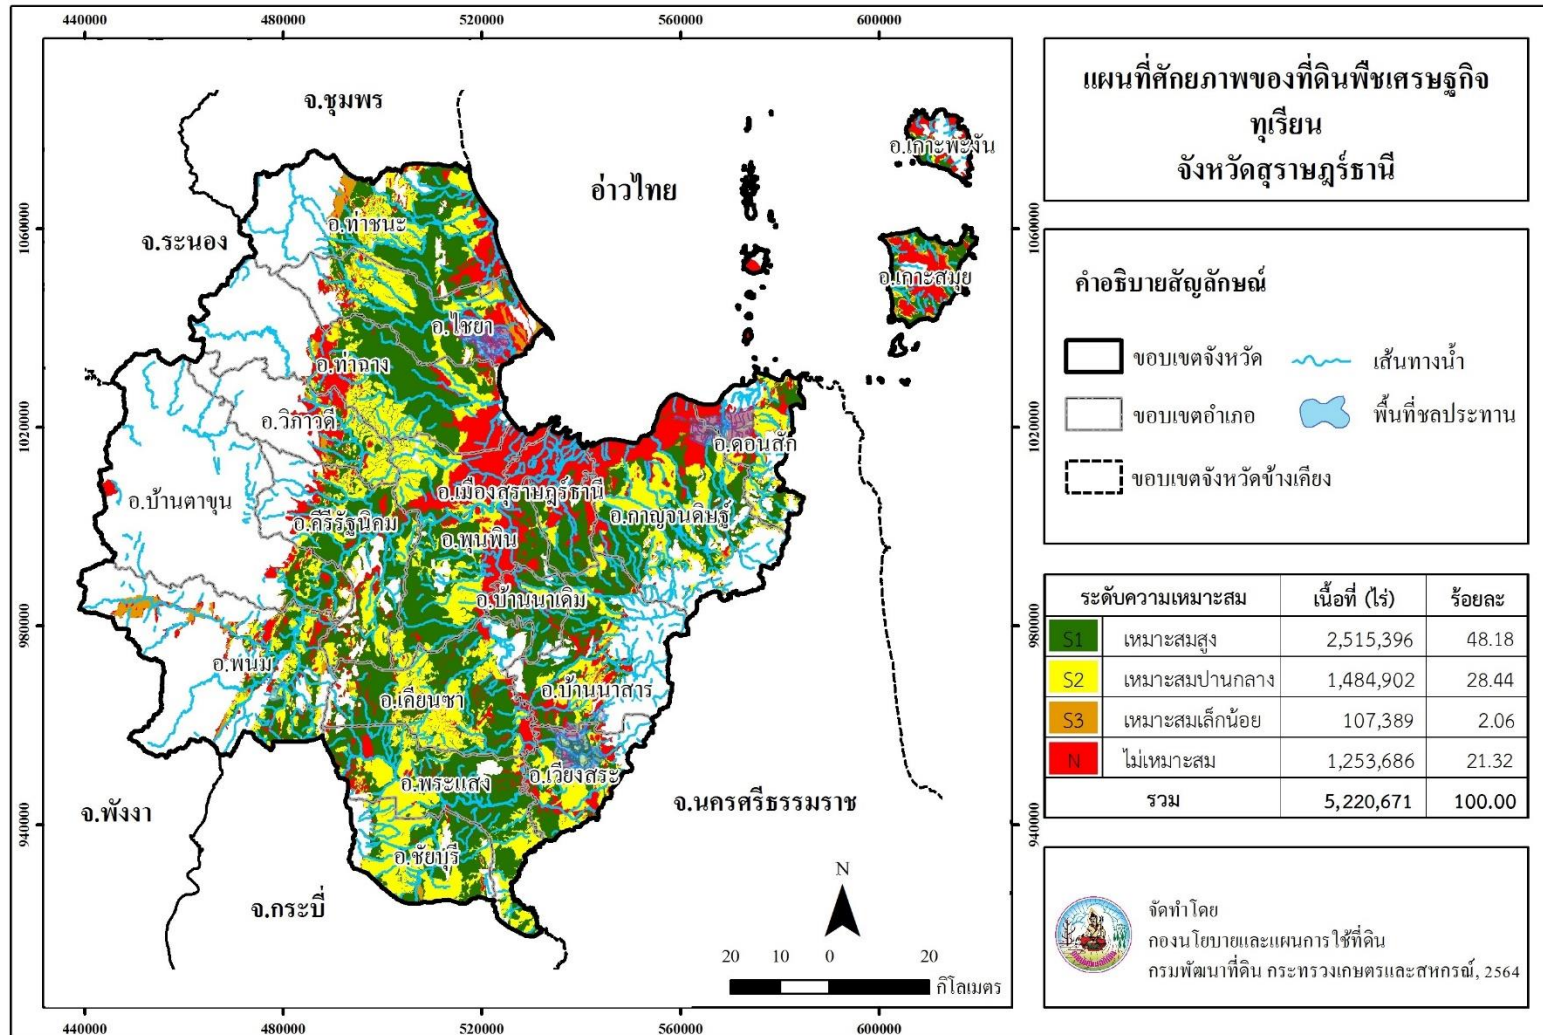 440000 480000 520000 560000 600000
จ.ชุมพร
อ.เกาะพะงัน
อ.ท่าชนะ
อ่าวไทย
จ.ระนอง
1060000 1060000
อ.เกาะสมุย
อ.ไชยา
อ.ท่าฉาง
อ.วิภาวดี
1020000 1020000
อ.ดอนสัก
อ.บ้านตาขุน
อ.เมืองสุราษฎร์ธานี
อ.คีรีรัฐนิคม
อ.กาญจนดิษฐ์
อ.พุนพิน
อ.บ้านนาเดิม
980000 980000
อ.พนม
อ.เคียนซา
อ.บ้านนาสาร
อ.พระแสง
อ.เวียงสระ
จ.พังงา
จ.นครศรีธรรมราช
940000 940000
อ.ชัยบุรี
จ.กระบี่
N
20 10 0 20
กิโลเมตร
440000 480000 520000 560000 600000
แผนที่ศักยภาพของที่ดินพืชเศรษฐกิจ
ทุเรียน
จังหวัดสุราษฎร์ธานี
คำอธิบายสัญลักษณ์
ขอบเขตจังหวัด เส้นทางน้ำ
ขอบเขตอำเภอ พื้นที่ชลประทาน
ขอบเขตจังหวัดข้างเคียง
ระดับความเหมาะสม เนื้อที่ (ไร่) ร้อยละ
S1 เหมาะสมสูง 2,515,396 48.18
S2 เหมาะสมปานกลาง 1,484,902 28.44
S3 เหมาะสมเล็กน้อย 107,389 2.06
N ไม่เหมาะสม 1,253,686 21.32
รวม 5,220,671 100.00
จัดทำโดย
กองนโยบายและแผนการใช้ที่ดิน
กรมพัฒนาที่ดิน กระทรวงเกษตรและสหกรณ์, 2564